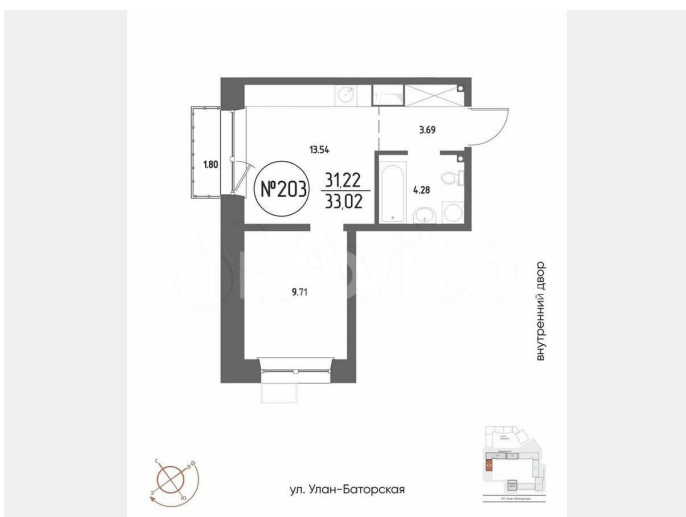 3.69
13.54
1.80
№203
31,22
33,02
4.28
9.71
Avito
внутренний двор
С
В
З
Ю
ул. Улан-Баторская